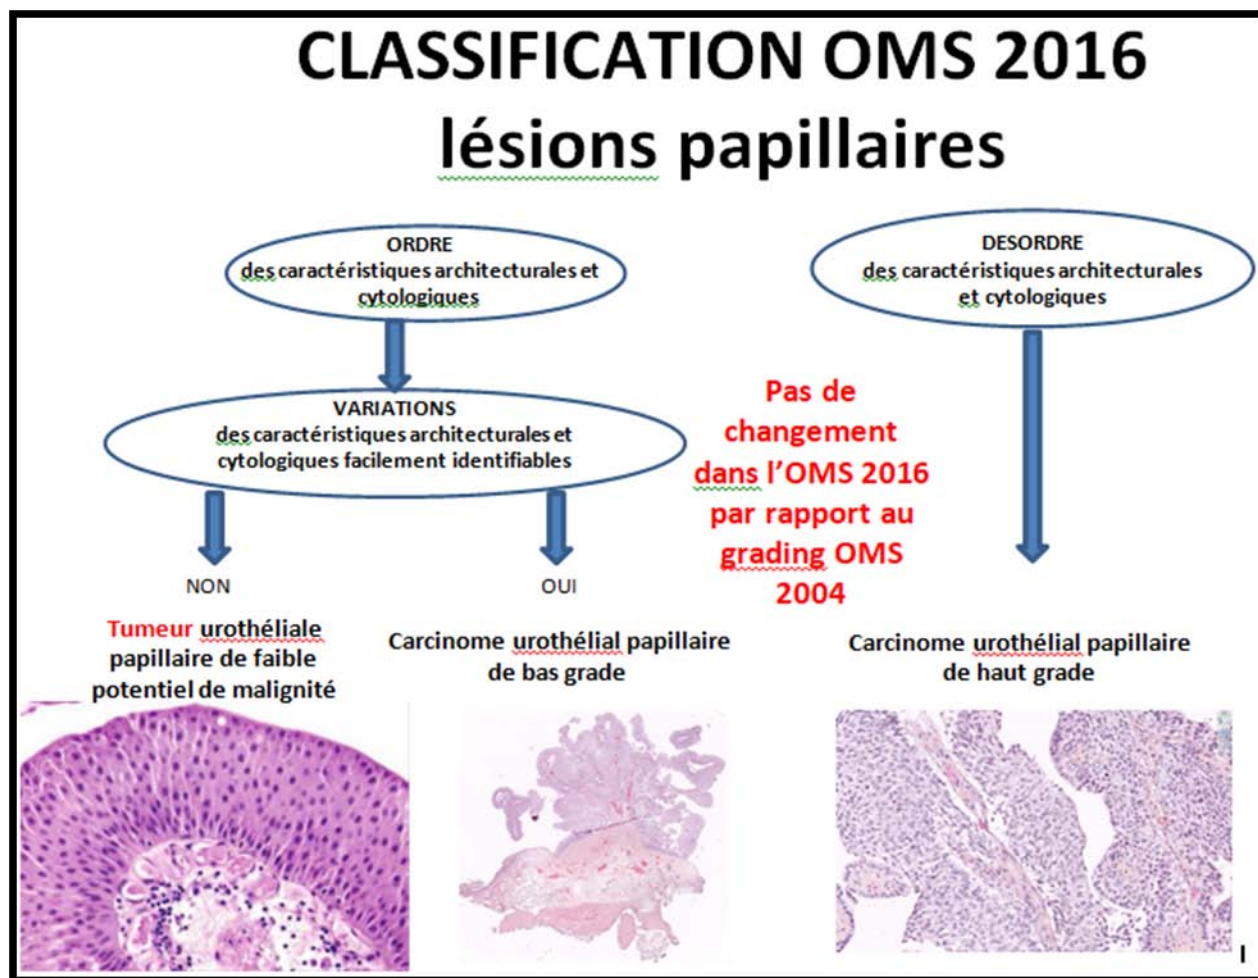 CLASSIFICATION OMS 2016
lésions papillaires
ORDRE
des caractéristiques architecturales et
cytologiques
DESORDRE
des caractéristiques architecturales
et cytologiques
VARIATIONS
des caractéristiques architecturales et
cytologiques facilement identifiables
Pas de
changement
dans l'OMS 2016
par rapport au
grading OMS
2004
NON
OUI
Tumeur urothéliale
papillaire de faible
potentiel de malignité
Carcinome urothélial papillaire
de bas grade
Carcinome urothélial papillaire
de haut grade
I